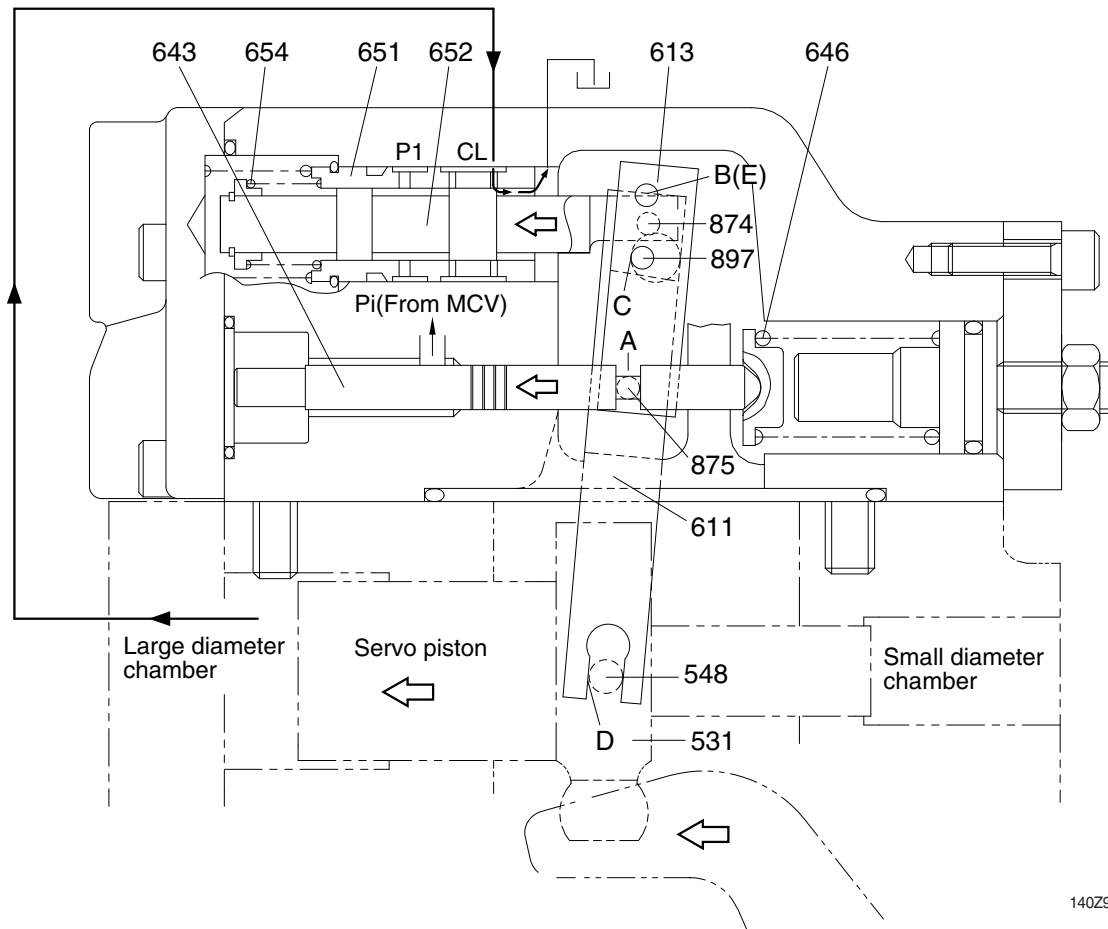 643
654
651
652
613
646
P1
CL
B(E)
874
897
Pi(From MCV)
C
A
875
611
Large diameter
chamber
Servo piston
548
Small diameter
chamber
D
531
140Z9